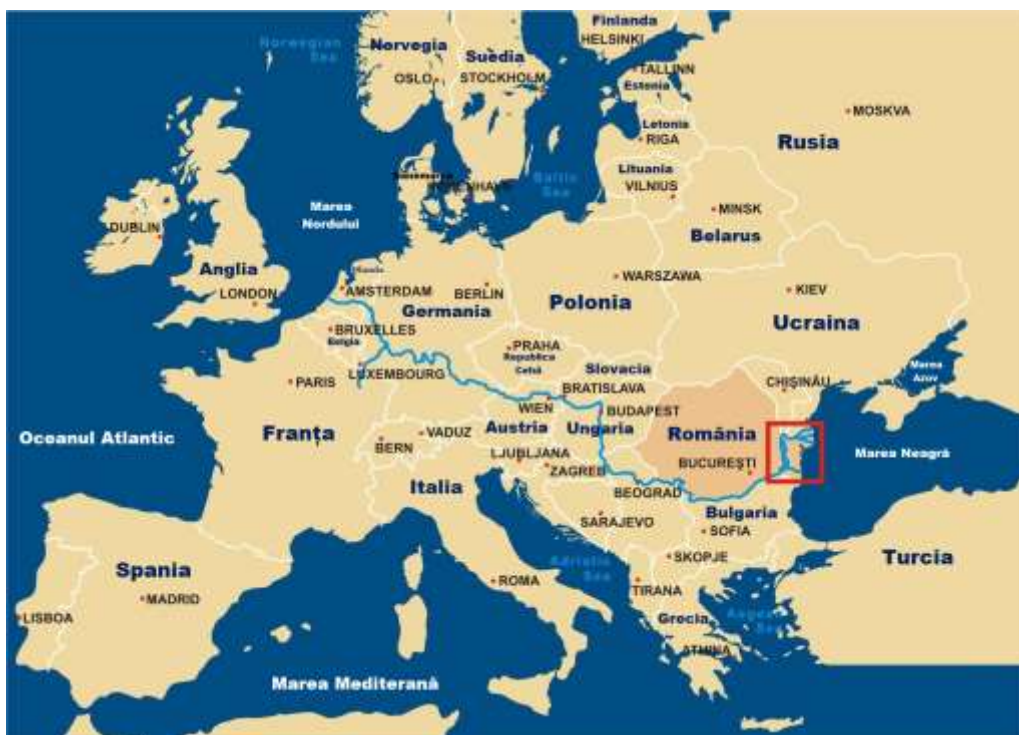 Finlanda
HELSINKI
Norwegian
Sea
Norvegia
Suedia
OSLO
STOCKHOLM
TALLINN
Estonia
MOSKVA
Letonia
RIGA
Rusia
Lituania
VILNIUS
Baltic
Sea
MINSK
Belarus
Marea
Nordului
DUBLIN
Anglia
LONDON
AMSTERDAM
BERLIN
Germania
WARSZAWA
Polonia
KIEV
Ucraina
BRUXELLES
Belgia
PRAHA
Republica
Cehă
LUXEMBOURG
Slovacia
BRATISLAVA
PARIS
CHIȘINĂU
Marea
Azov
WIEN
BUDAPEST
Oceanul Atlantic
Franța
BERN
VADUZ
Austria
Ungaria
România
Marea Neagră
LJUBLJANA
ZAGREB
BUCUREȘTI
Italia
BEOGRAD
Bulgaria
SARAJEVO
SOFIA
Spania
MADRID
ROMA
Adriatic
Sea
SKOPJE
Turcia
TIRANA
LISBOA
Grecia
Aegean
Sea
ATHINA
Marea Mediterană